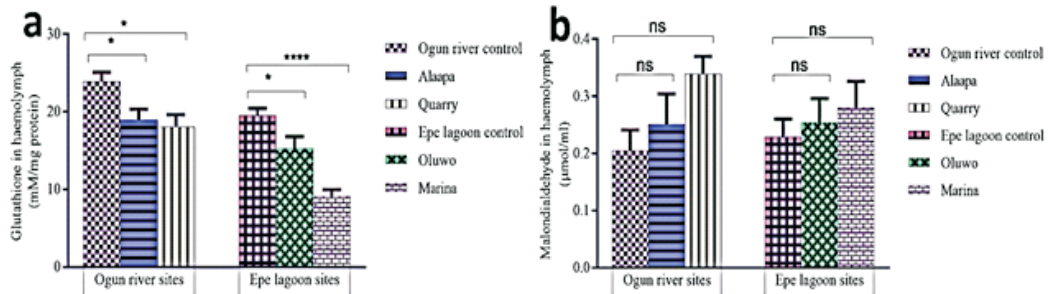 a
Glutathione in haemolymph
(mM/mg protein)
30
20
10
0
*
*
*
****
Ogun river sites
Epe lagoon sites
Ogun river control
Alaapa
Quarry
Epe lagoon control
Oluwo
Marina
b
Malondialdehyde in haemolymph
(µmol/ml)
0.4
0.3
0.2
0.1
0.0
ns
ns
ns
ns
Ogun river sites
Epe lagoon sites
Ogun river control
Alaapa
Quarry
Epe lagoon control
Oluwo
Marina